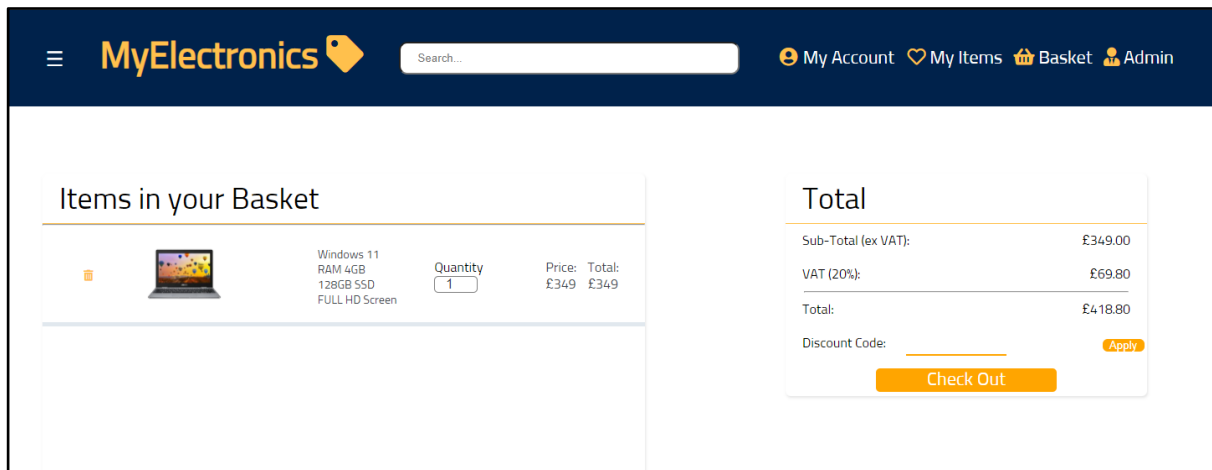 MyElectronics
Search...
My Account My Items Basket Admin
Items in your Basket
Windows 11
RAM 4GB
128GB SSD
FULL HD Screen
Quantity
1
Price: Total:
£349 £349
Total
Sub-Total (ex VAT): £349.00
VAT (20%): £69.80
Total: £418.80
Discount Code: Apply
Check Out